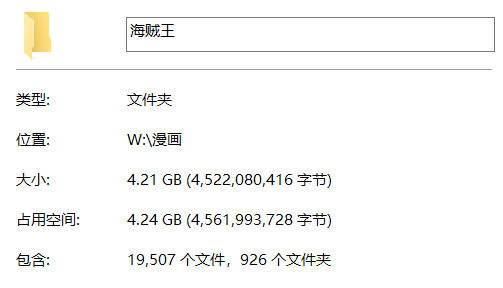 海贼王
类型: 文件夹
位置: W:\漫画
大小: 4.21 GB (4,522,080,416 字节)
占用空间: 4.24 GB (4,561,993,728 字节)
包含: 19,507 个文件，926 个文件夹